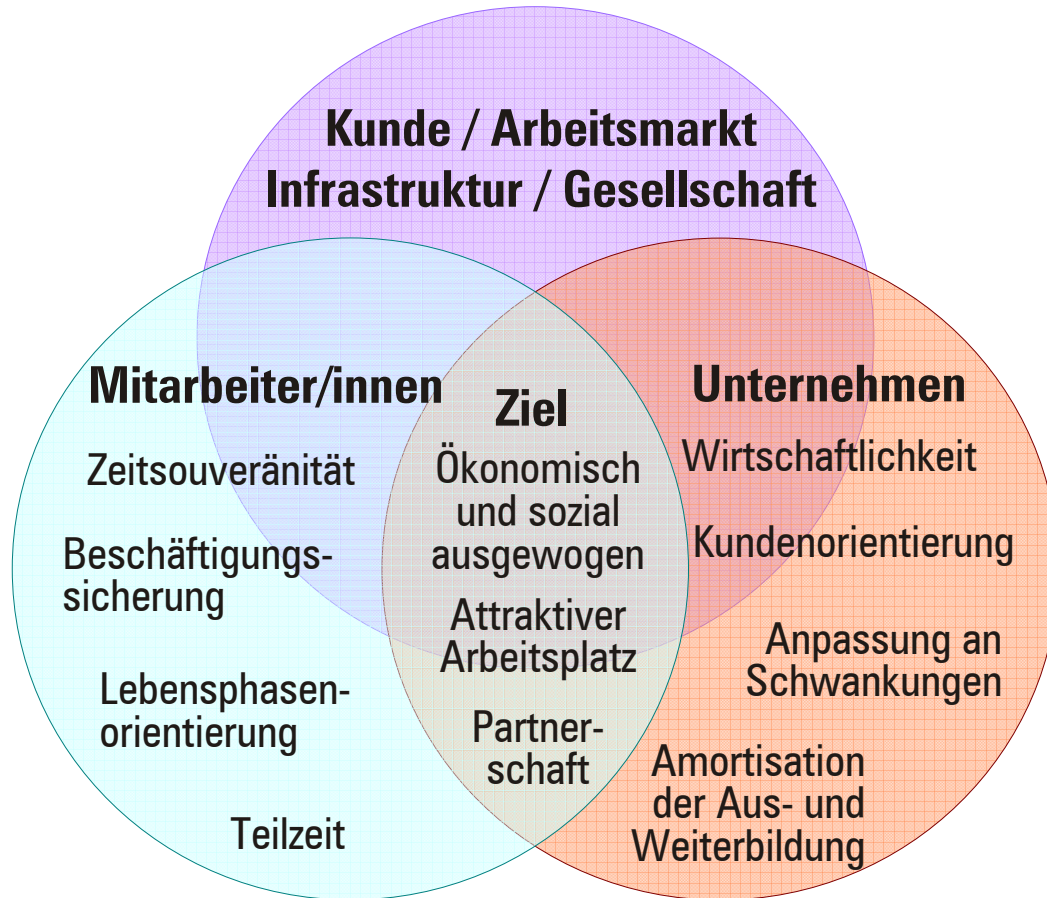 Kunde / Arbeitsmarkt
Infrastruktur / Gesellschaft
Mitarbeiter/innen
Zeitsouveränität
Beschäftigungs-
sicherung
Lebensphasen-
orientierung
Teilzeit
Ziel
Ökonomisch
und sozial
ausgewogen
Attraktiver
Arbeitsplatz
Partner-
schaft
Unternehmen
Wirtschaftlichkeit
Kundenorientierung
Anpassung an
Schwankungen
Amortisation
der Aus- und
Weiterbildung